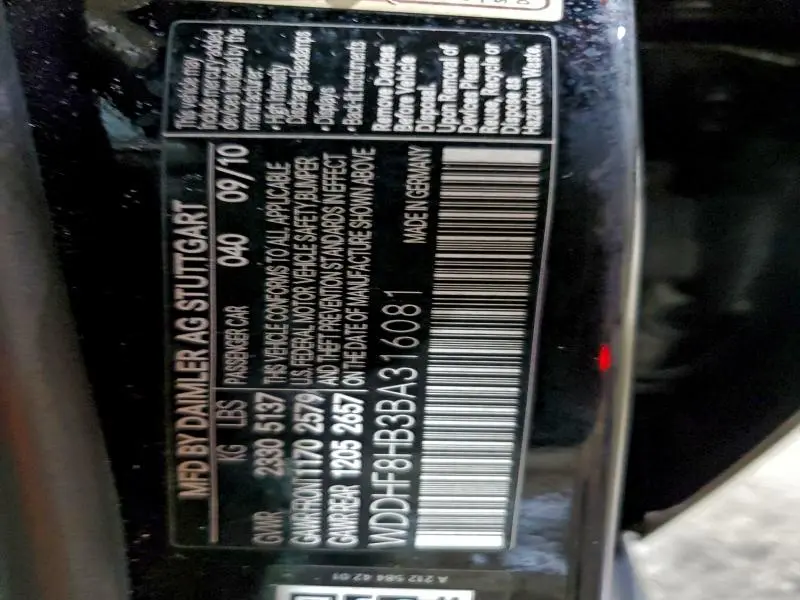 MFD BY DAIMLER AG STUTTGART
KG LBS PASSENGER CAR 040 09/10
GVWR 2330 5137
GAWR FRONT 1170 2579
GAWR REAR 1205 2657
THIS VEHICLE CONFORMS TO ALL APPLICABLE
U.S. FEDERAL MOTOR VEHICLE SAFETY, BUMPER
AND THEFT PREVENTION STANDARDS IN EFFECT
ON THE DATE OF MANUFACTURE SHOWN ABOVE
WDDHF8HB3BA316081
MADE IN GERMANY
This vehicle may
include mercury added
devices installed by the
manufacturer:
• High Intensity
Discharge Headlamps
• Displays
• Back-lit Instruments
Remove Devices
Before Vehicle
Disposal.
Upon Removal of
Devices Please
Reuse, Recycle or
Dispose as
Hazardous Waste.
A 212 584 42 01